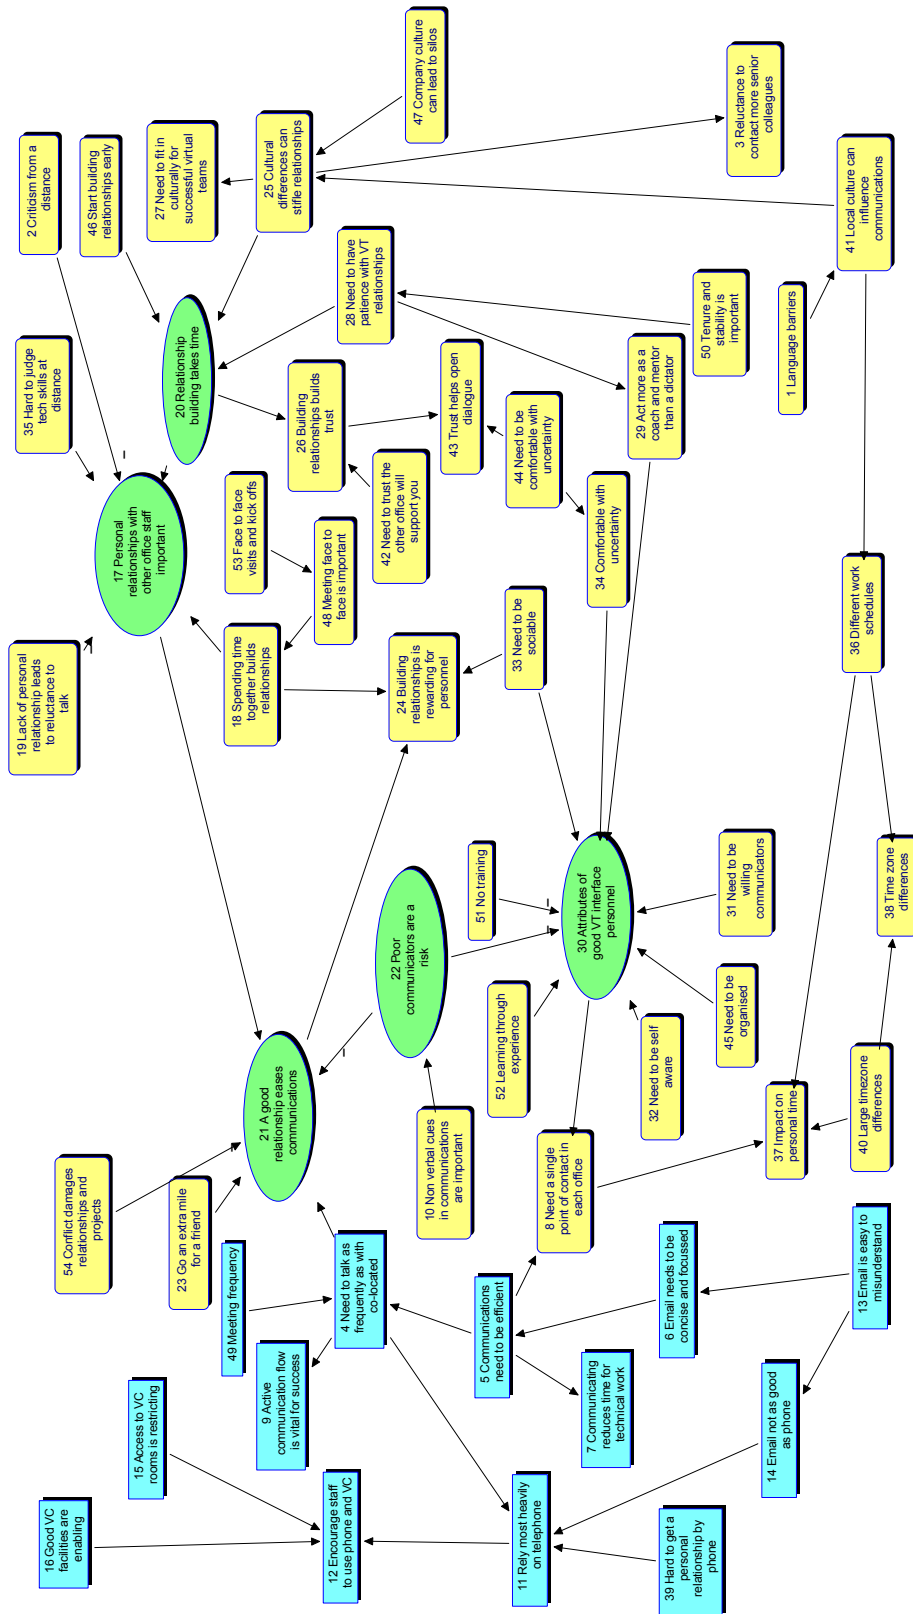 16 Good VC
facilities are
enabling
54 Conflict damages
relationships and
projects
19 Lack of personal
relationship leads
to reluctance to
talk
35 Hard to judge
tech skills at
distance
2 Criticism from a
distance
46 Start building
relationships early
15 Access to VC
rooms is restricting
23 Go an extra mile
for a friend
17 Personal
relationships with
other office staff
important
–
–
27 Need to fit in
culturally for
successful virtual
teams
20 Relationship
building takes time
49 Meeting frequency
9 Active
communication flow
is vital for success
21 A good
relationship eases
communications
–
18 Spending time
together builds
relationships
53 Face to face
visits and kick offs
25 Cultural
differences can
stifle relationships
12 Encourage staff
to use phone and VC
4 Need to talk as
frequently as with
co-located
48 Meeting face to
face is important
26 Building
relationships builds
trust
28 Need to have
patience with VT
relationships
22 Poor
communicators are a
risk
24 Building
relationships is
rewarding for
personnel
42 Need to trust the
other office will
support you
47 Company culture
can lead to silos
10 Non verbal cues
in communications
are important
43 Trust helps open
dialogue
5 Communications
need to be efficient
51 No training
33 Need to be
sociable
44 Need to be
comfortable with
uncertainty
11 Rely most heavily
on telephone
52 Learning through
experience
8 Need a single
point of contact in
each office
–
–
30 Attributes of
good VT interface
personnel
34 Comfortable with
uncertainty
7 Communicating
reduces time for
technical work
32 Need to be self
aware
29 Act more as a
coach and mentor
than a dictator
39 Hard to get a
personal
relationship by
phone
6 Email needs to be
concise and focussed
45 Need to be
organised
31 Need to be
willing
communicators
50 Tenure and
stability is
important
3 Reluctance to
contact more senior
colleagues
14 Email not as good
as phone
37 Impact on
personal time
1 Language barriers
13 Email is easy to
misunderstand
40 Large timezone
differences
38 Time zone
differences
36 Different work
schedules
41 Local culture can
influence
communications